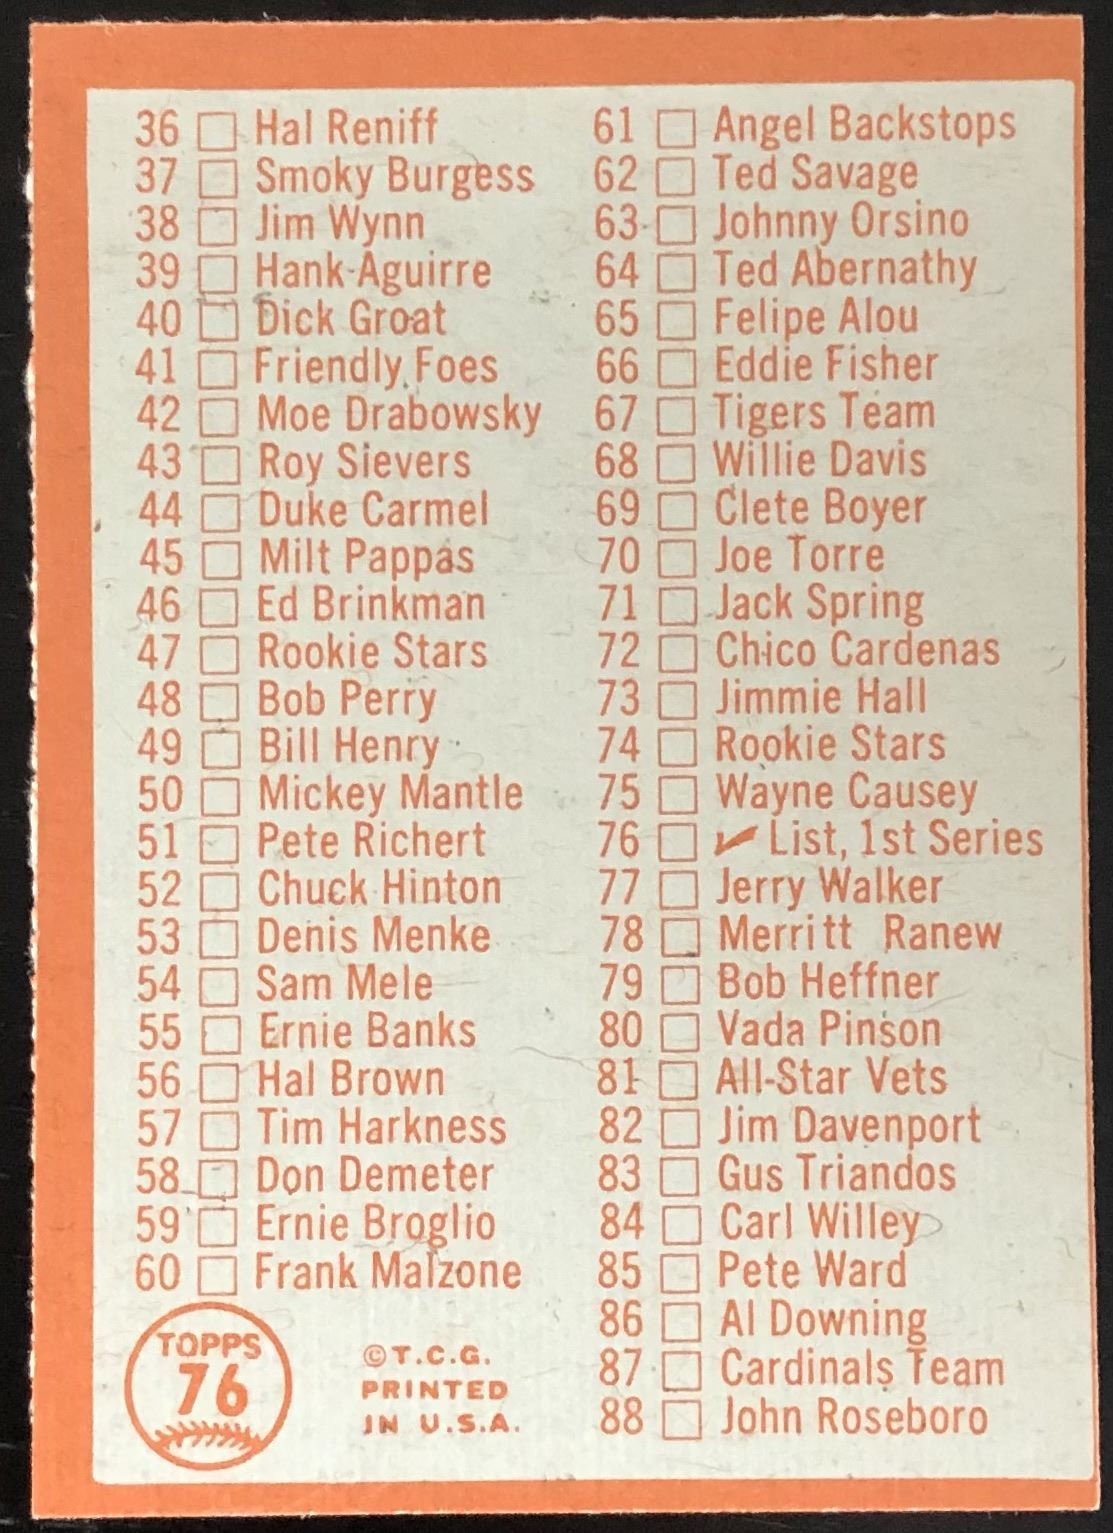 36 Hal Reniff
37 Smoky Burgess
38 Jim Wynn
39 Hank Aguirre
40 Dick Groat
41 Friendly Foes
42 Moe Drabowsky
43 Roy Sievers
44 Duke Carmel
45 Milt Pappas
46 Ed Brinkman
47 Rookie Stars
48 Bob Perry
49 Bill Henry
50 Mickey Mantle
51 Pete Richert
52 Chuck Hinton
53 Denis Menke
54 Sam Mele
55 Ernie Banks
56 Hal Brown
57 Tim Harkness
58 Don Demeter
59 Ernie Broglio
60 Frank Malzone
TOPPS
76
©T.C.G.
PRINTED
IN U.S.A.
61 Angel Backstops
62 Ted Savage
63 Johnny Orsino
64 Ted Abernathy
65 Felipe Alou
66 Eddie Fisher
67 Tigers Team
68 Willie Davis
69 Clete Boyer
70 Joe Torre
71 Jack Spring
72 Chico Cardenas
73 Jimmie Hall
74 Rookie Stars
75 Wayne Causey
76 ✓ List, 1st Series
77 Jerry Walker
78 Merritt Ranew
79 Bob Heffner
80 Vada Pinson
81 All-Star Vets
82 Jim Davenport
83 Gus Triandos
84 Carl Willey
85 Pete Ward
86 Al Downing
87 Cardinals Team
88 John Roseboro